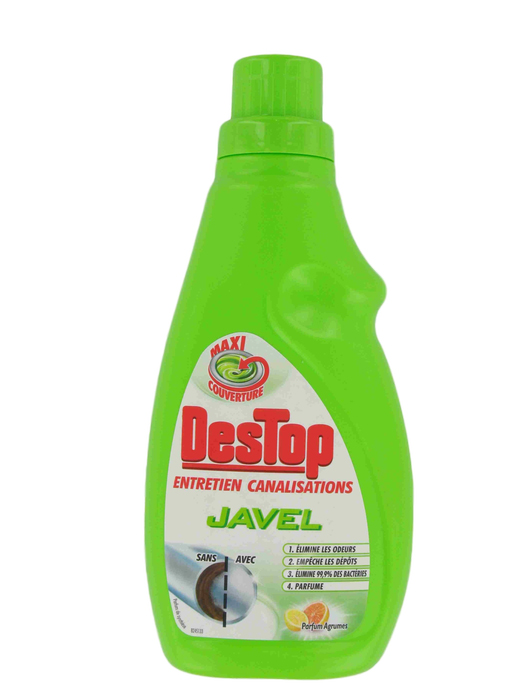 MAXI
COUVERTURE
DESTOP
ENTRETIEN CANALISATIONS
JAVEL
SANS AVEC
1. ÉLIMINE LES ODEURS
2. EMPÊCHE LES DÉPÔTS
3. ÉLIMINE 99,9% DES BACTÉRIES
4. PARFUME
Parfum Agrumes